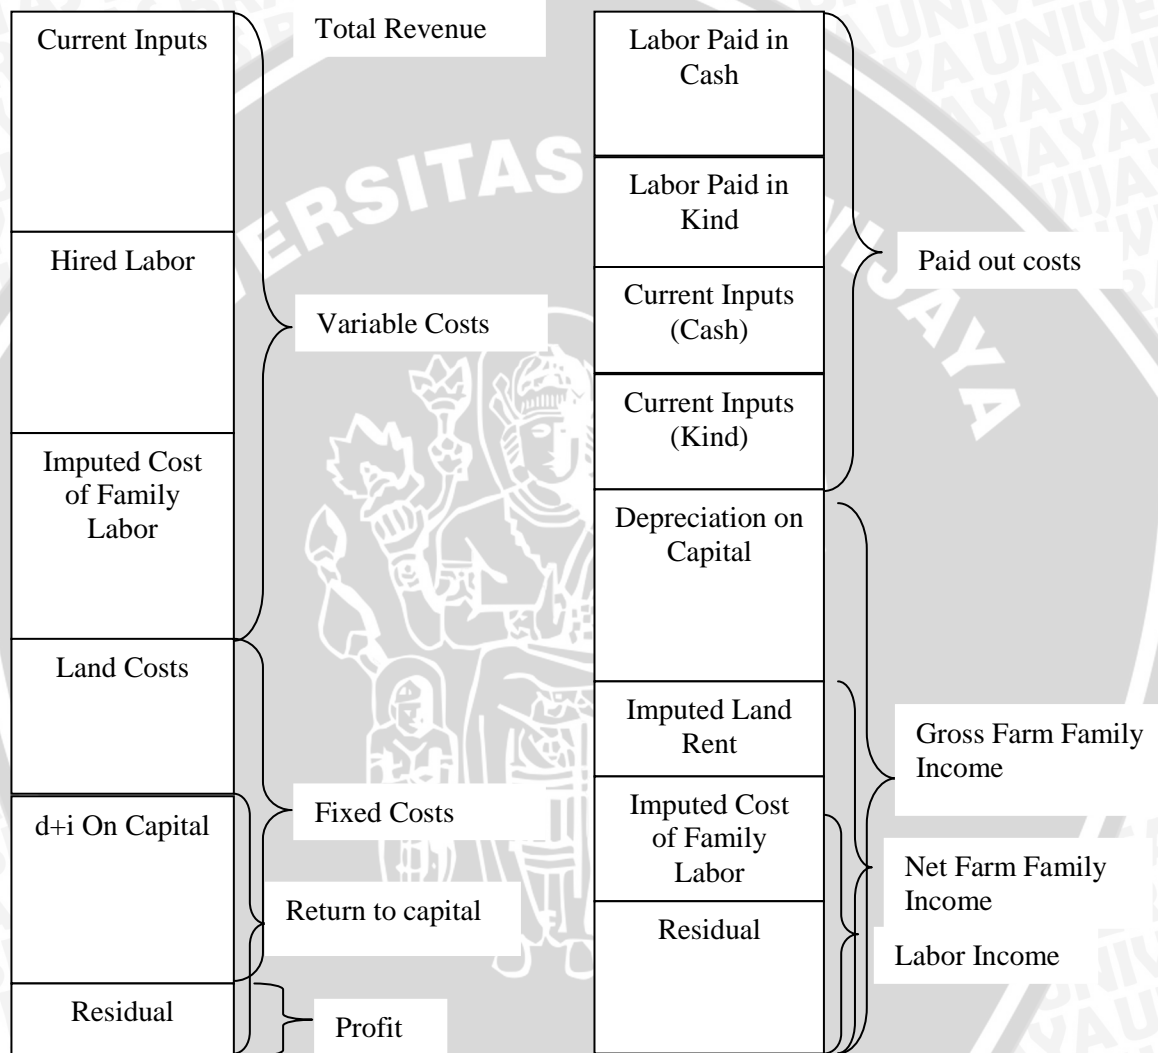 Total Revenue
Current Inputs
Hired Labor
Imputed Cost
of Family
Labor
Land Costs
d+i On Capital
Residual
Variable Costs
Fixed Costs
Return to capital
Profit
Labor Paid in
Cash
Labor Paid in
Kind
Current Inputs
(Cash)
Current Inputs
(Kind)
Depreciation on
Capital
Imputed Land
Rent
Imputed Cost
of Family
Labor
Residual
Paid out costs
Gross Farm Family
Income
Net Farm Family
Income
Labor Income
ERSITAS
WIJAYA